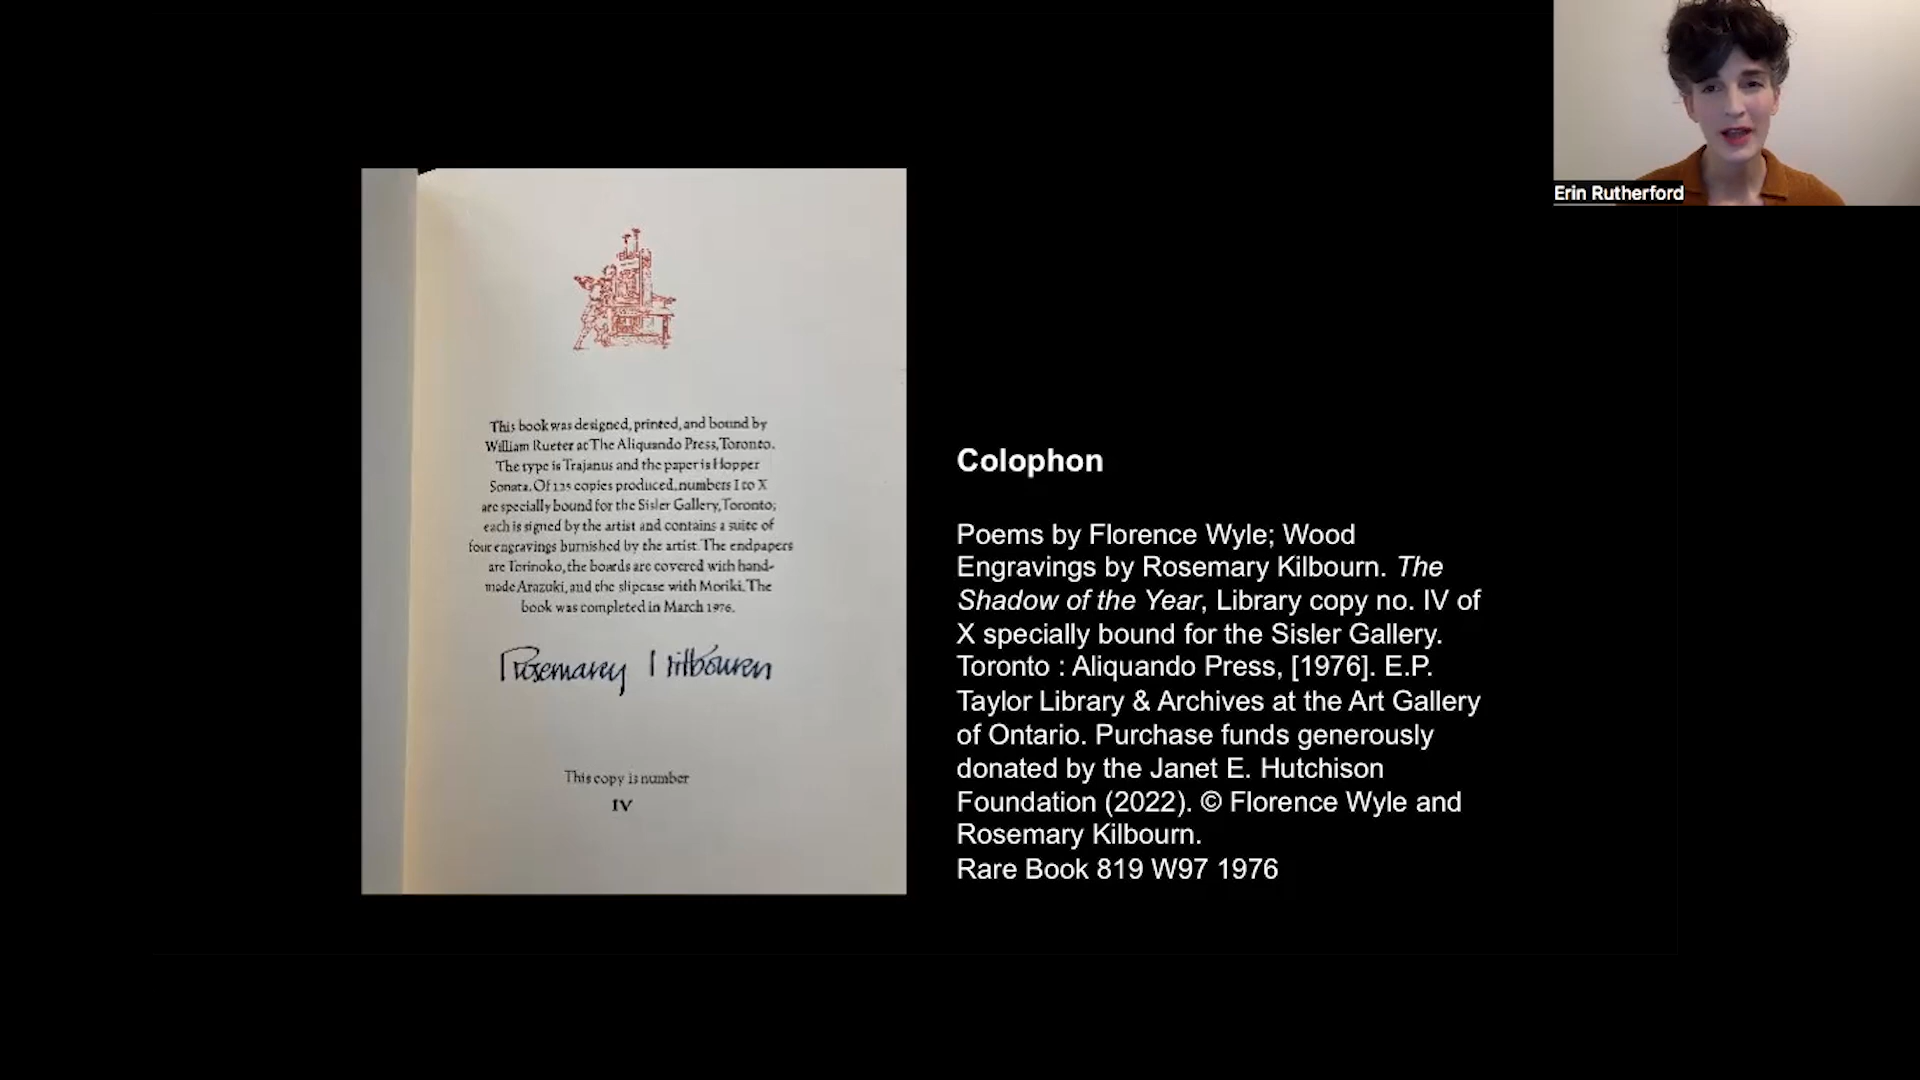 Erin Rutherford
This book was designed, printed, and bound by
William Rueter at The Aliquando Press, Toronto.
The type is Trajanus and the paper is Hopper
Sonata. Of 125 copies produced, numbers I to X
are specially bound for the Sisler Gallery, Toronto;
each is signed by the artist and contains a suite of
four engravings burnished by the artist. The endpapers
are Torinoko, the boards are covered with hand-
made Arazuki, and the slipcase with Moriki. The
book was completed in March 1976.
Rosemary Kilbourn
This copy is number
IV
Colophon
Poems by Florence Wyle; Wood
Engravings by Rosemary Kilbourn. The
Shadow of the Year, Library copy no. IV of
X specially bound for the Sisler Gallery.
Toronto : Aliquando Press, [1976]. E.P.
Taylor Library & Archives at the Art Gallery
of Ontario. Purchase funds generously
donated by the Janet E. Hutchison
Foundation (2022). © Florence Wyle and
Rosemary Kilbourn.
Rare Book 819 W97 1976